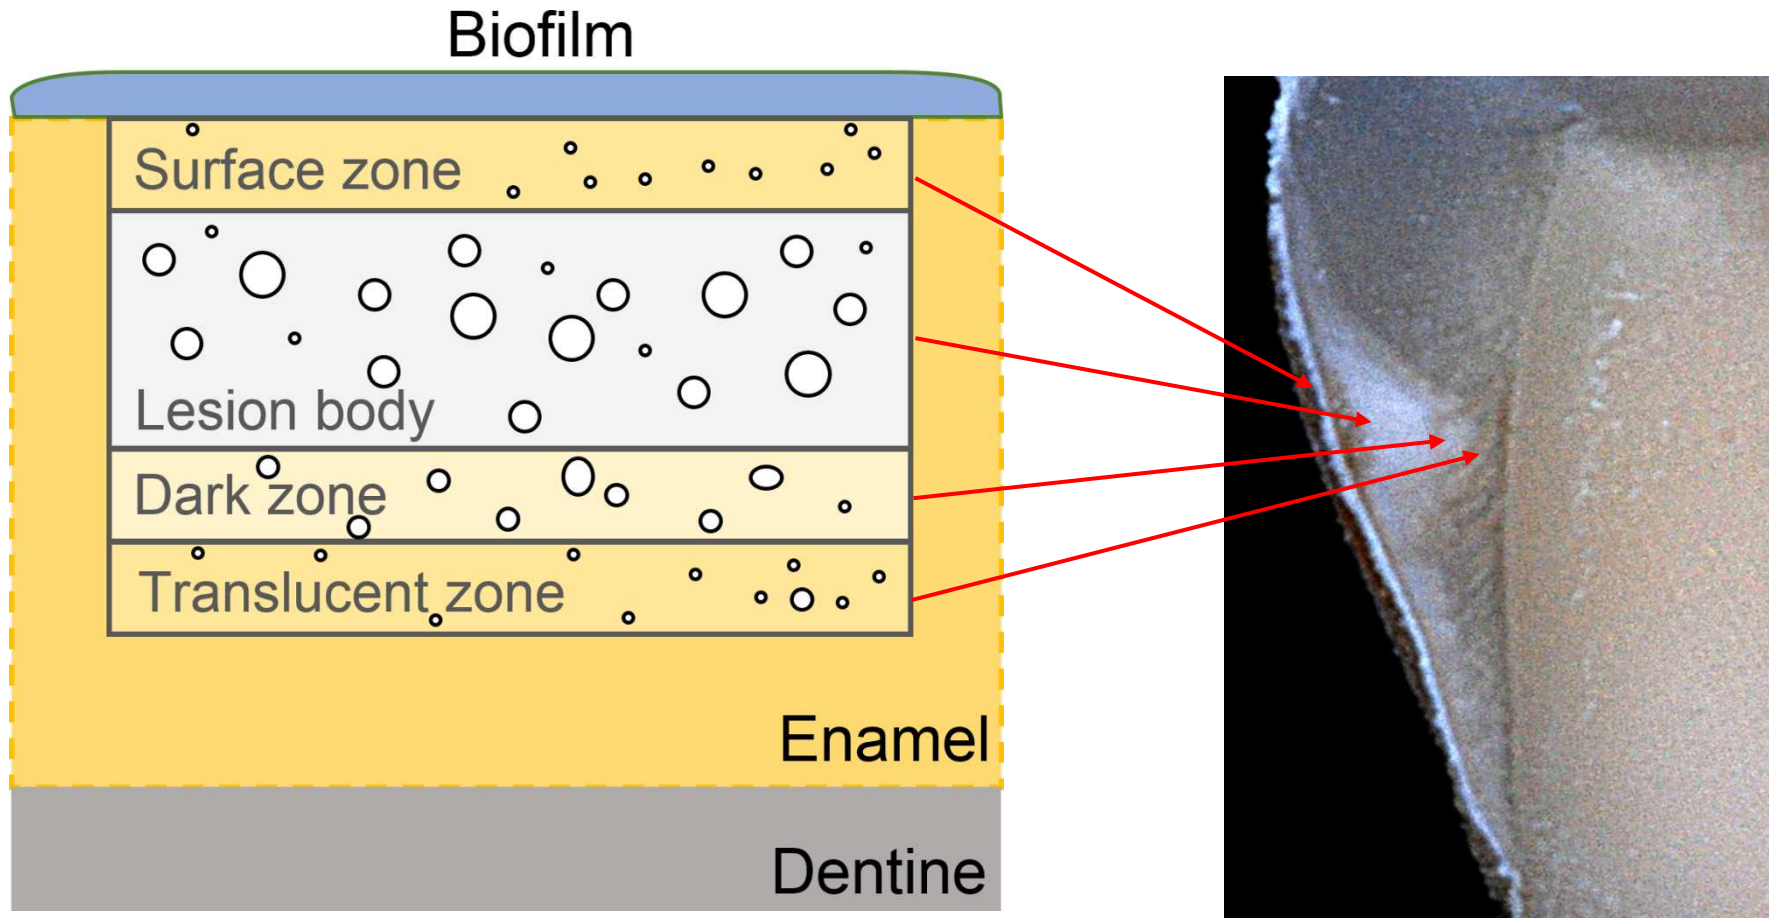 Biofilm
Surface zone
Lesion body
Dark zone
Translucent zone
Enamel
Dentine